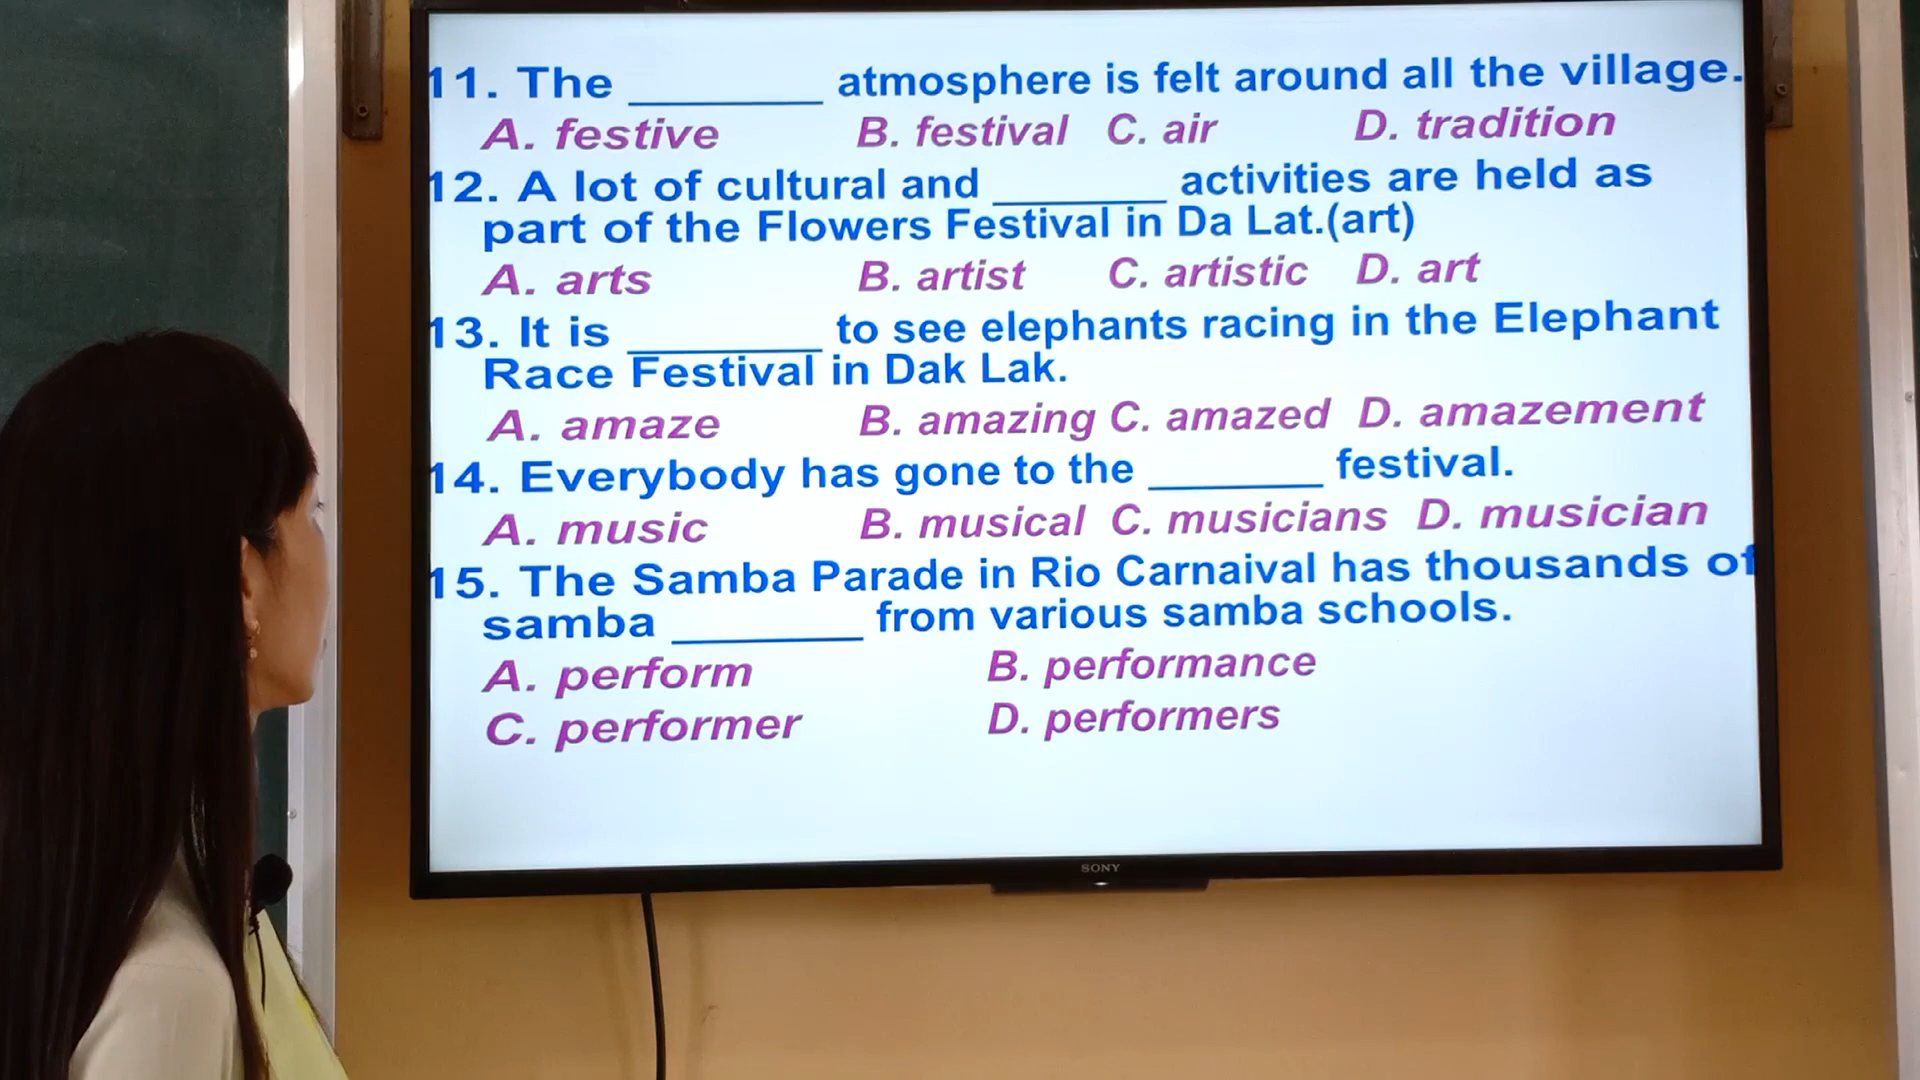 11. The ________ atmosphere is felt around all the village.
A. festive B. festival C. air D. tradition
12. A lot of cultural and _______ activities are held as
part of the Flowers Festival in Da Lat.(art)
A. arts B. artist C. artistic D. art
13. It is ________ to see elephants racing in the Elephant
Race Festival in Dak Lak.
A. amaze B. amazing C. amazed D. amazement
14. Everybody has gone to the _______ festival.
A. music B. musical C. musicians D. musician
15. The Samba Parade in Rio Carnaival has thousands of
samba ________ from various samba schools.
A. perform B. performance
C. performer D. performers
SONY